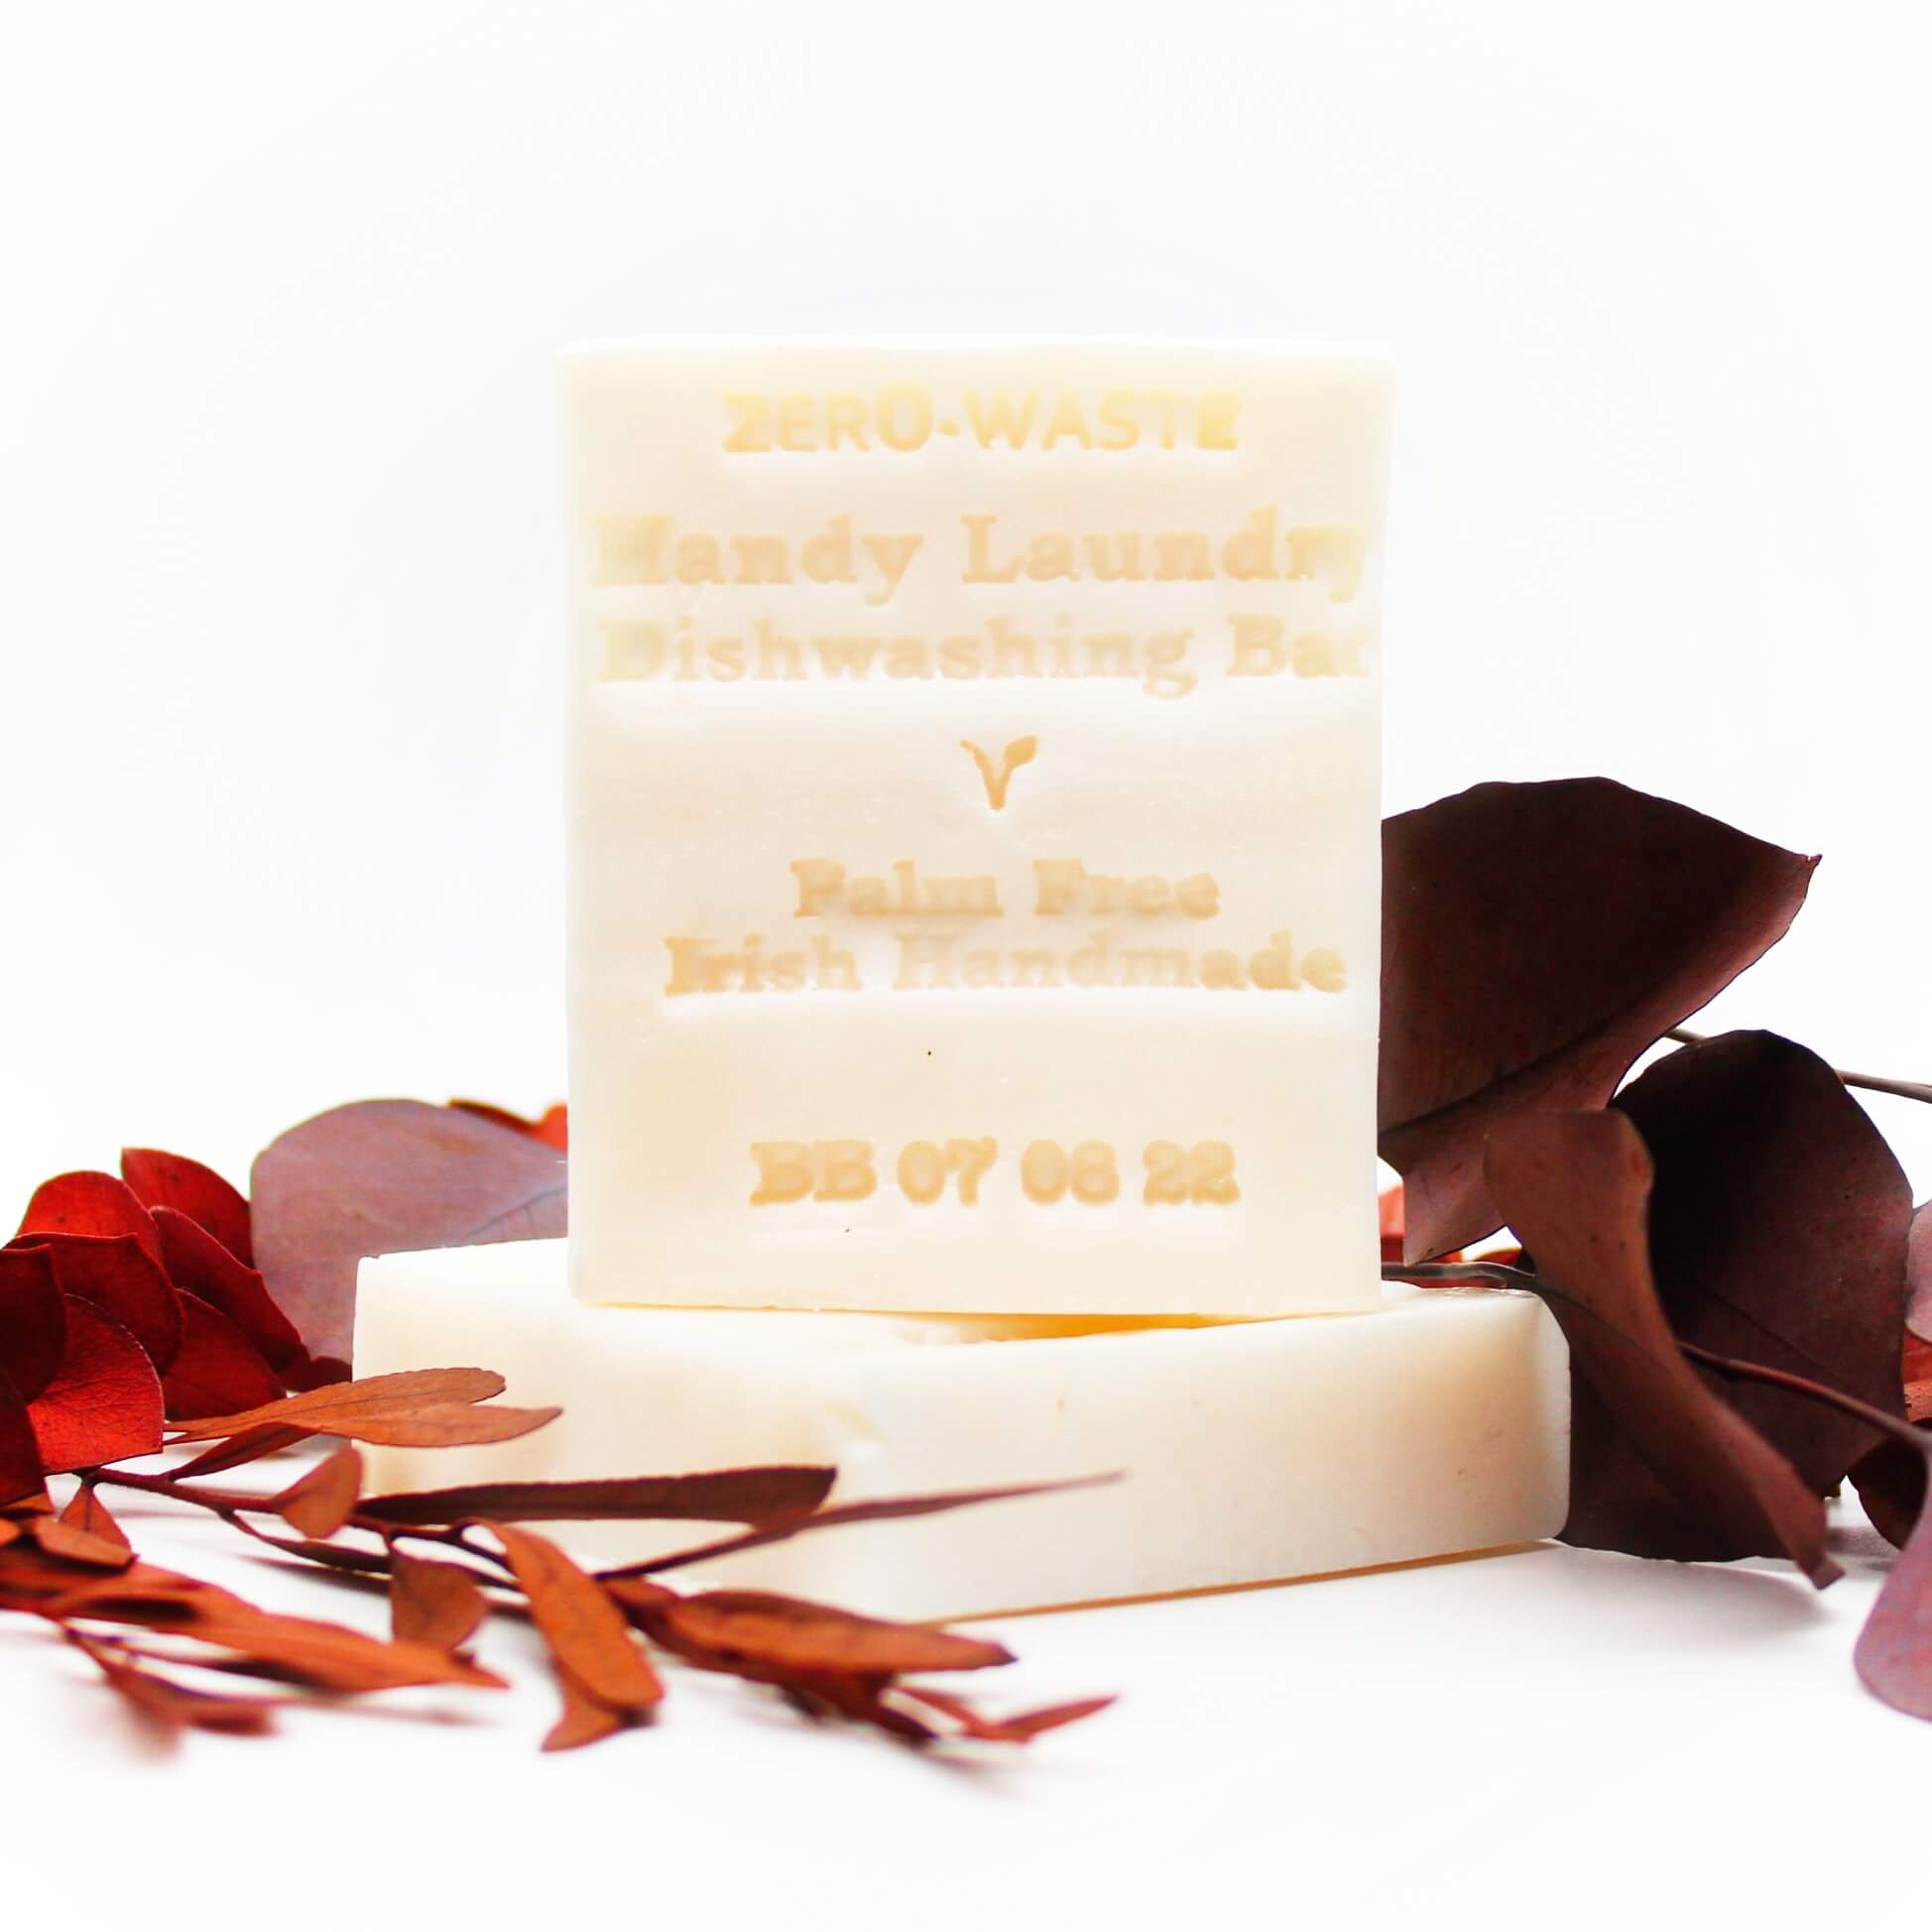 ZERO-WASTE
Handy Laundry
Dishwashing Bar
Palm Free
Irish Handmade
BB 07 08 22